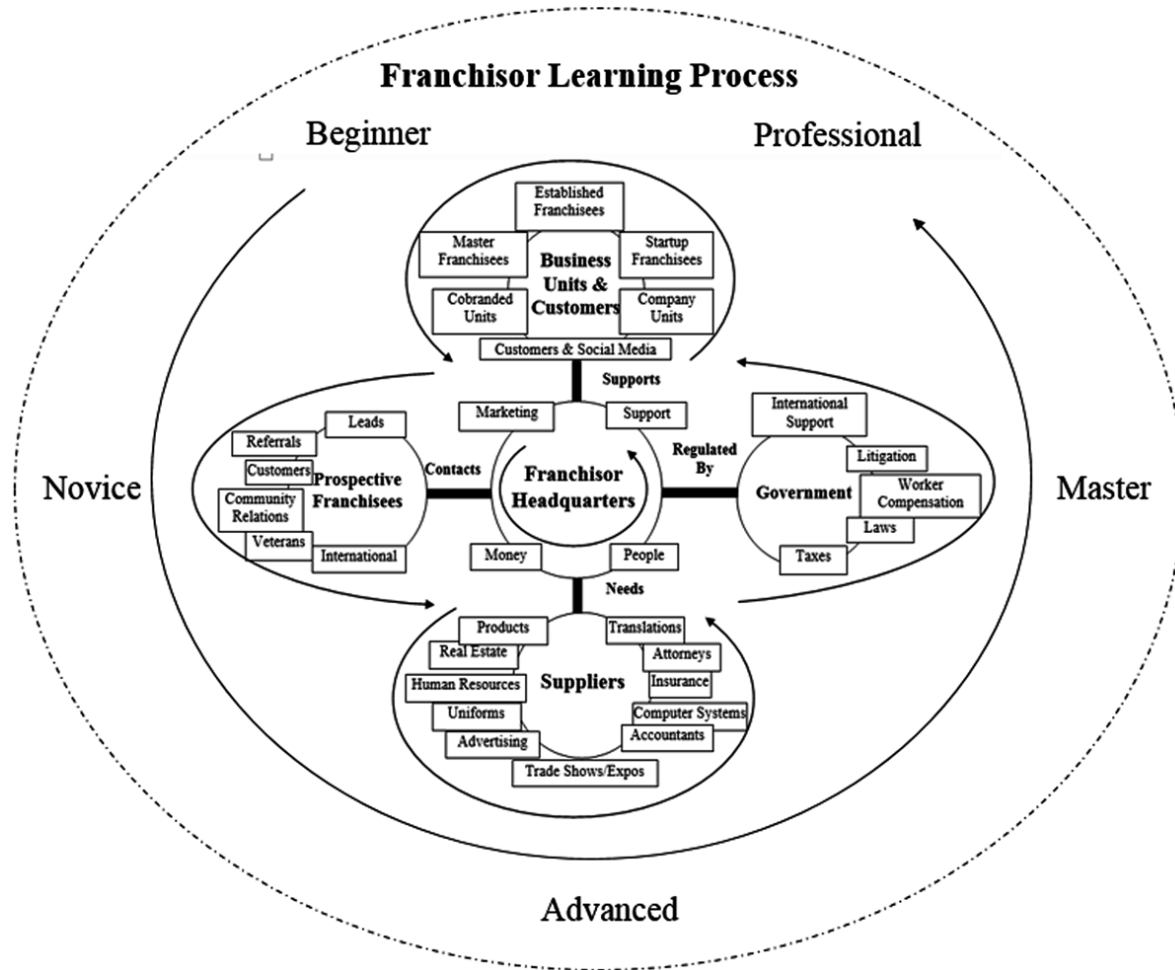 Franchisor Learning Process
Beginner
Professional
Established
Franchisees
Master
Franchisees
Business
Units &
Customers
Startup
Franchisees
Cobranded
Units
Company
Units
Customers & Social Media
Supports
Marketing
Support
Leads
Referrals
Customers
Community
Relations
Veterans
International
Prospective
Franchisees
Contacts
Franchisor
Headquarters
Regulated
By
International
Support
Litigation
Worker
Compensation
Laws
Taxes
Government
Novice
Master
Money
People
Needs
Products
Real Estate
Human Resources
Uniforms
Advertising
Trade Shows/Expos
Suppliers
Translations
Attorneys
Insurance
Computer Systems
Accountants
Advanced